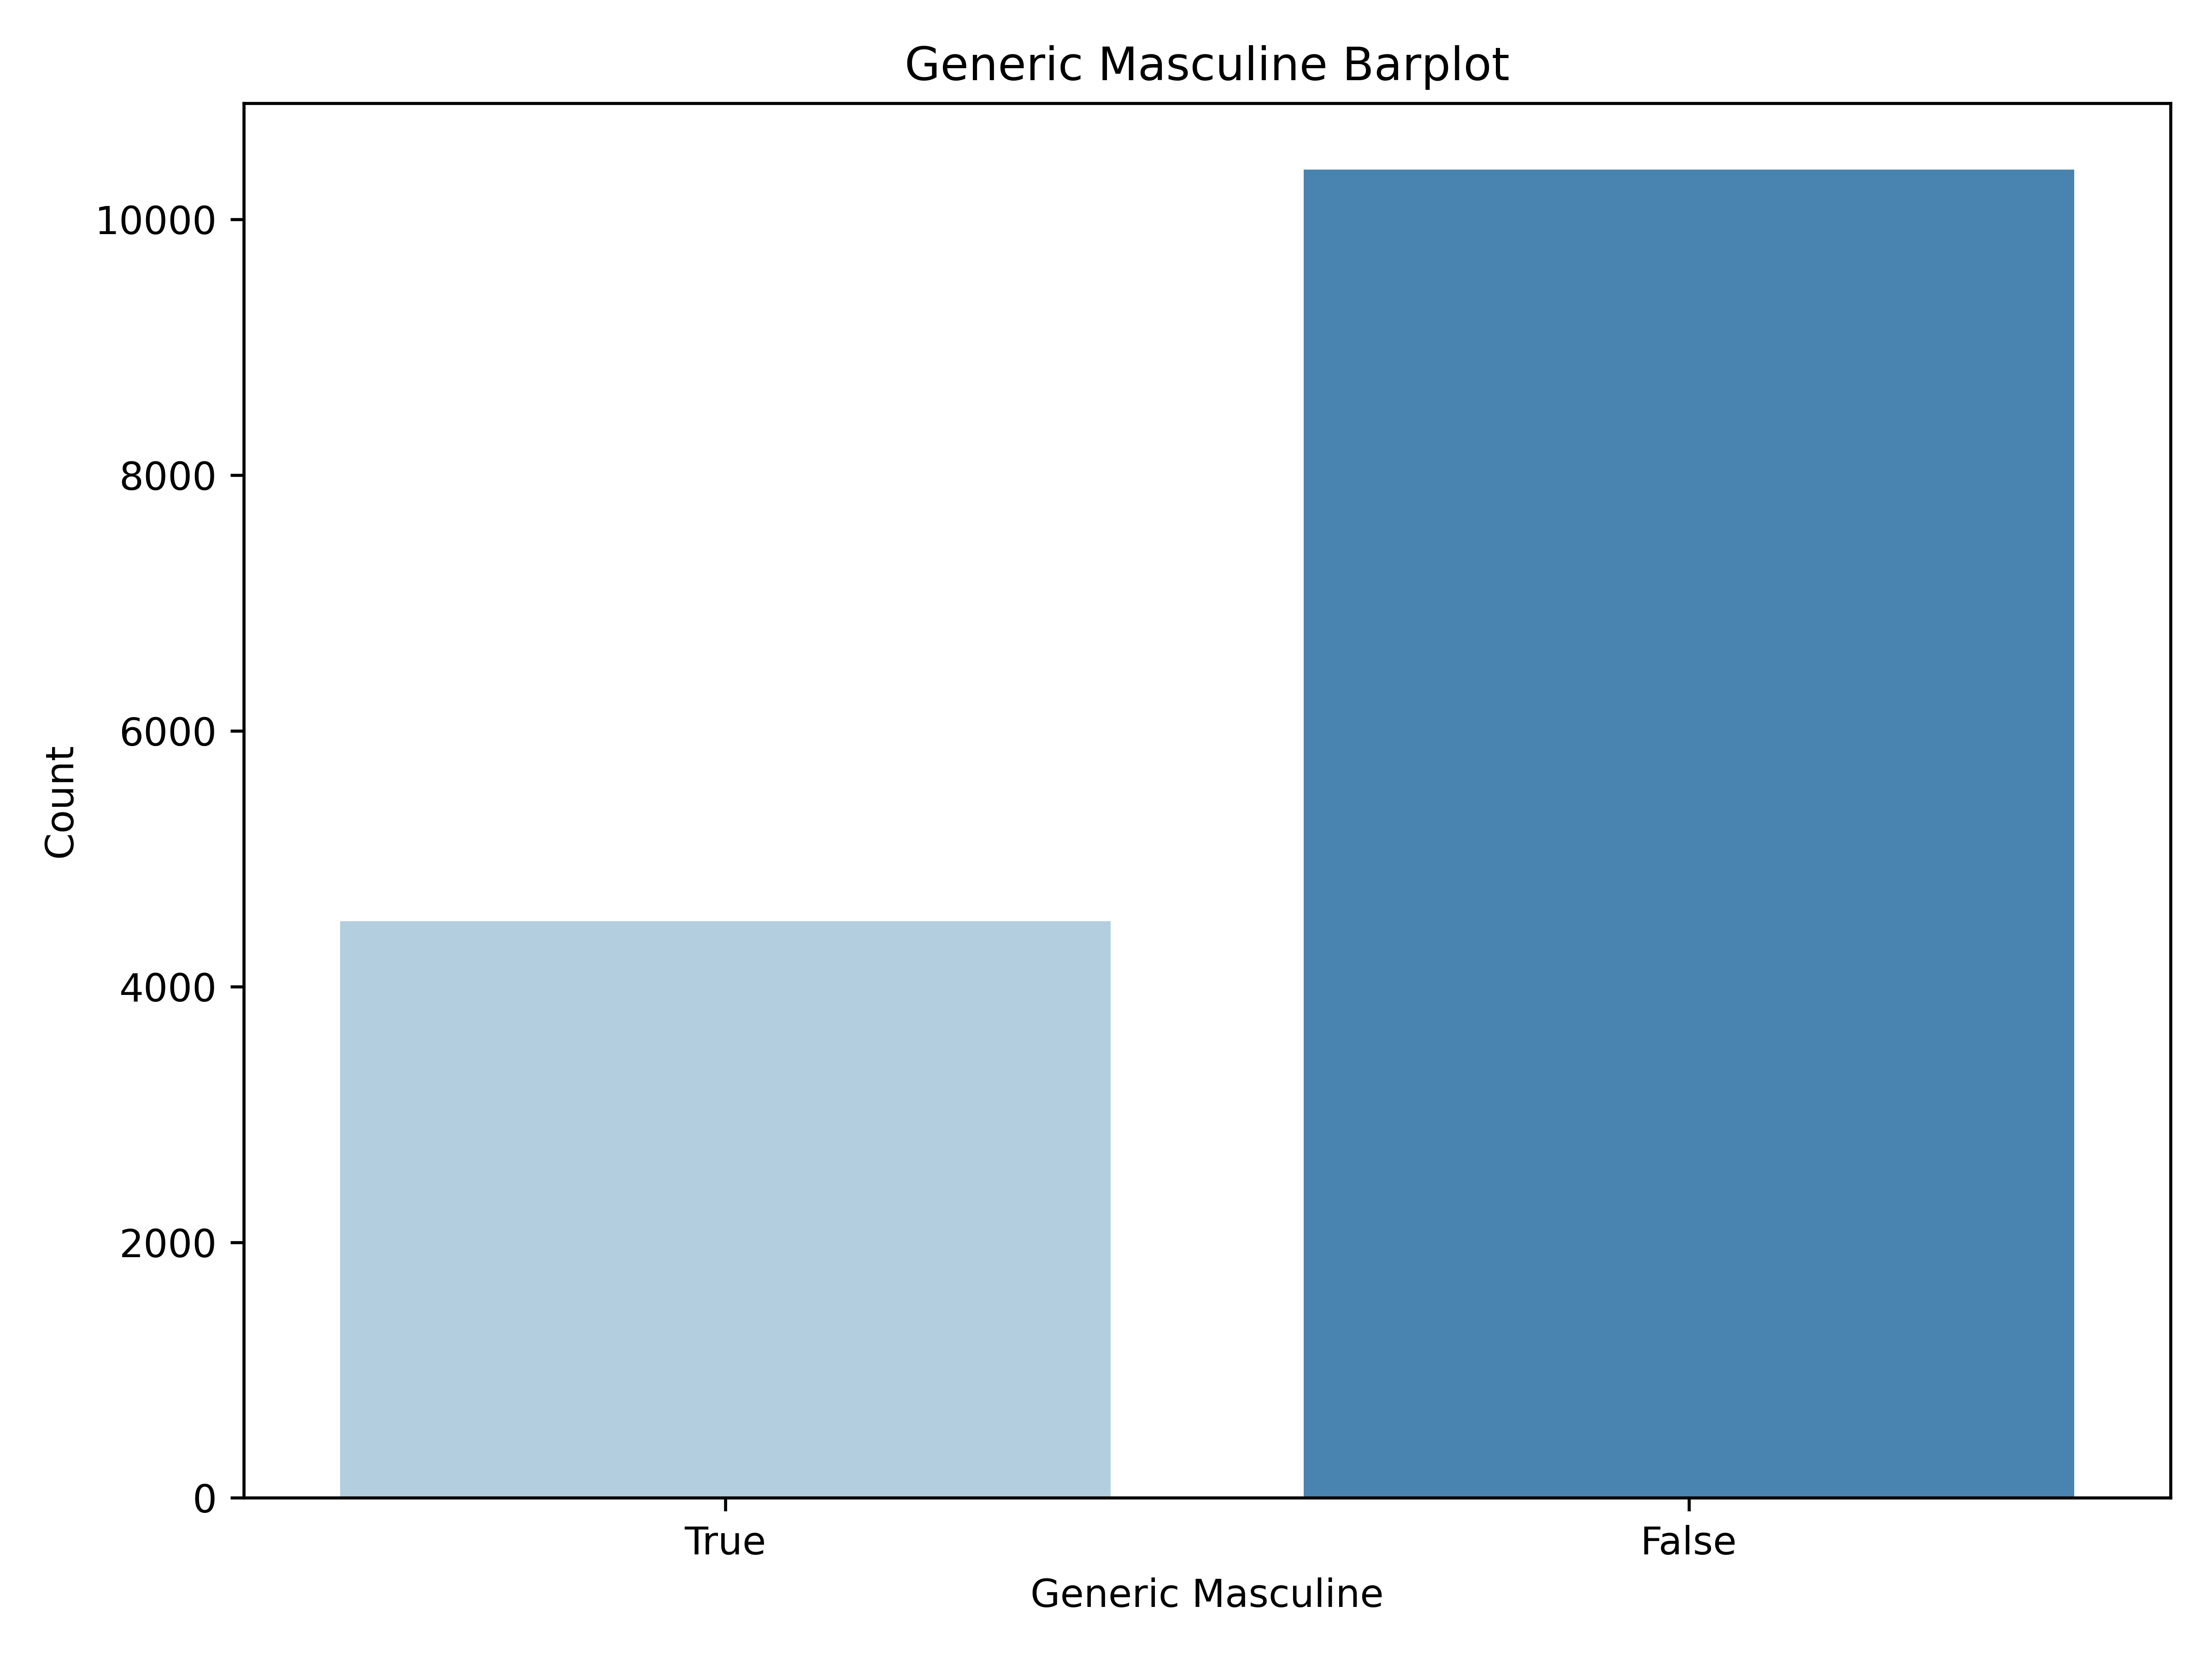 Generic Masculine Barplot
10000
8000
6000
4000
2000
0
Count
True
False
Generic Masculine